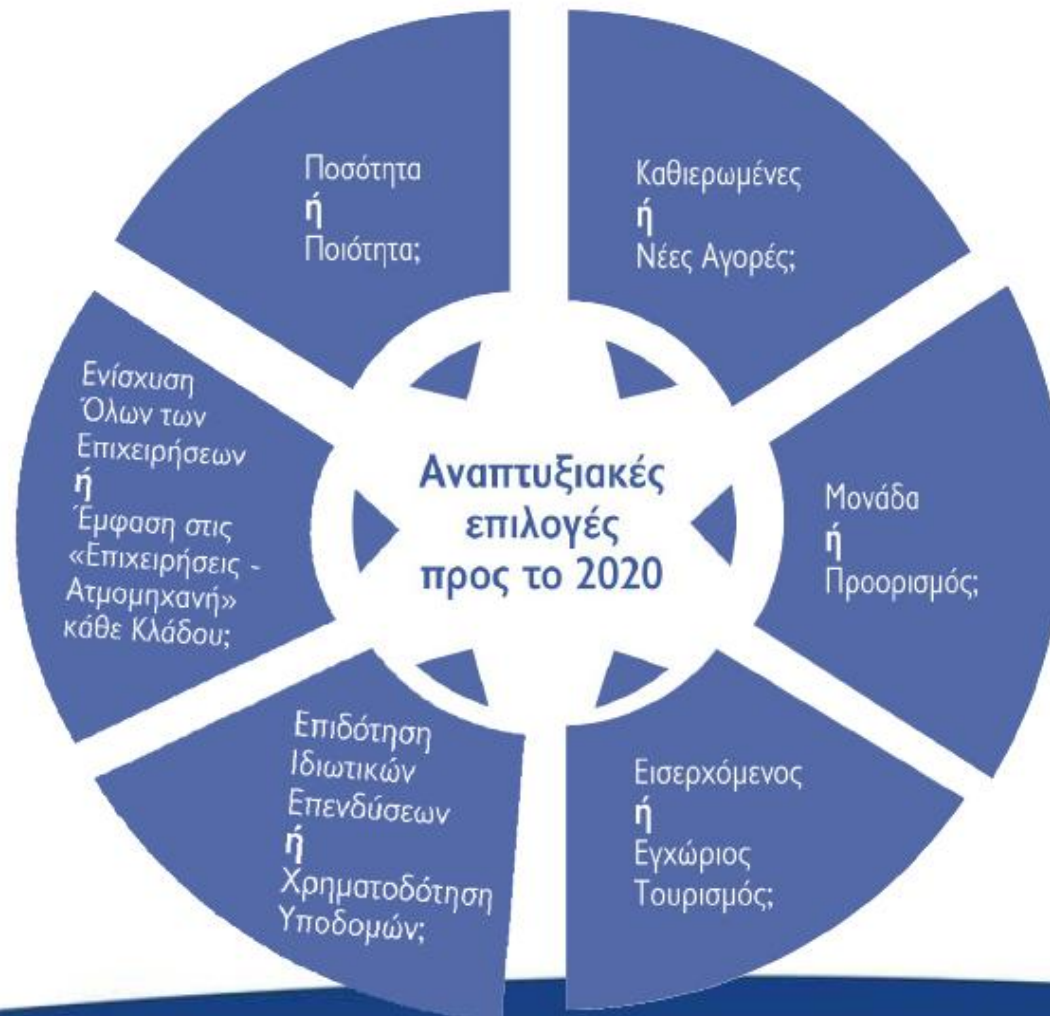 Ποσότητα
ή
Ποιότητα;
Καθιερωμένες
ή
Νέες Αγορές;
Ενίσχυση
Όλων των
Επιχειρήσεων
ή
Έμφαση στις
«Επιχειρήσεις -
Ατμομηχανή»
κάθε Κλάδου;
Αναπτυξιακές
επιλογές
προς το 2020
Μονάδα
ή
Προορισμός;
Επιδότηση
Ιδιωτικών
Επενδύσεων
ή
Χρηματοδότηση
Υποδομών;
Εισερχόμενος
ή
Εγχώριος
Τουρισμός;